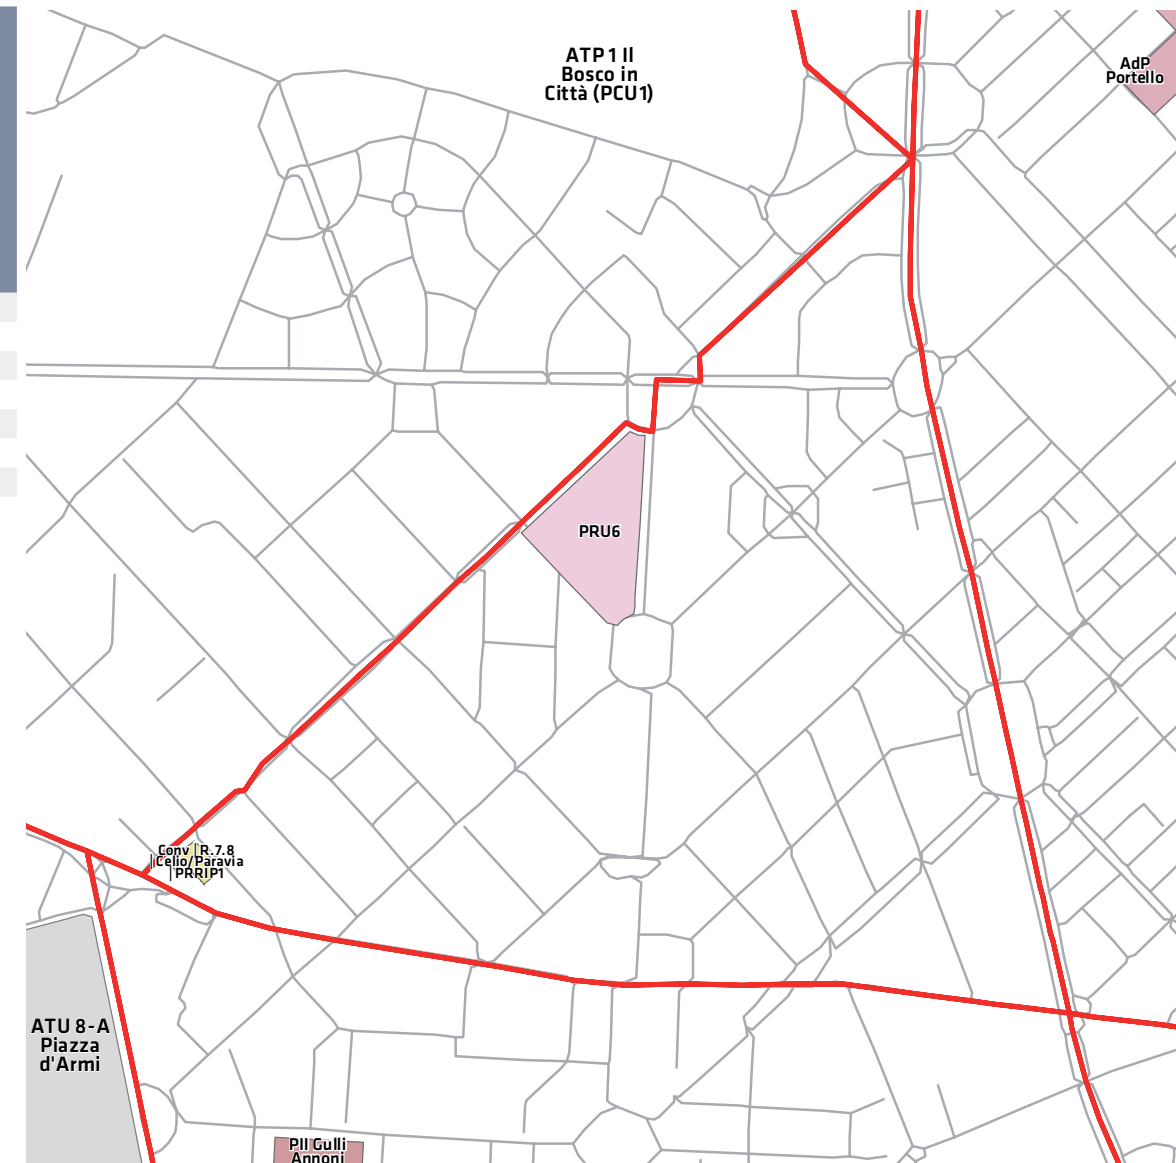 ATP 1 Il
Bosco in
Città (PCU1)
AdP
Portello
PRU6
Conv R.7.8
Celio/Paravia
PRRIP1
ATU 8-A
Piazza
d'Armi
PII Gulli
Annoni